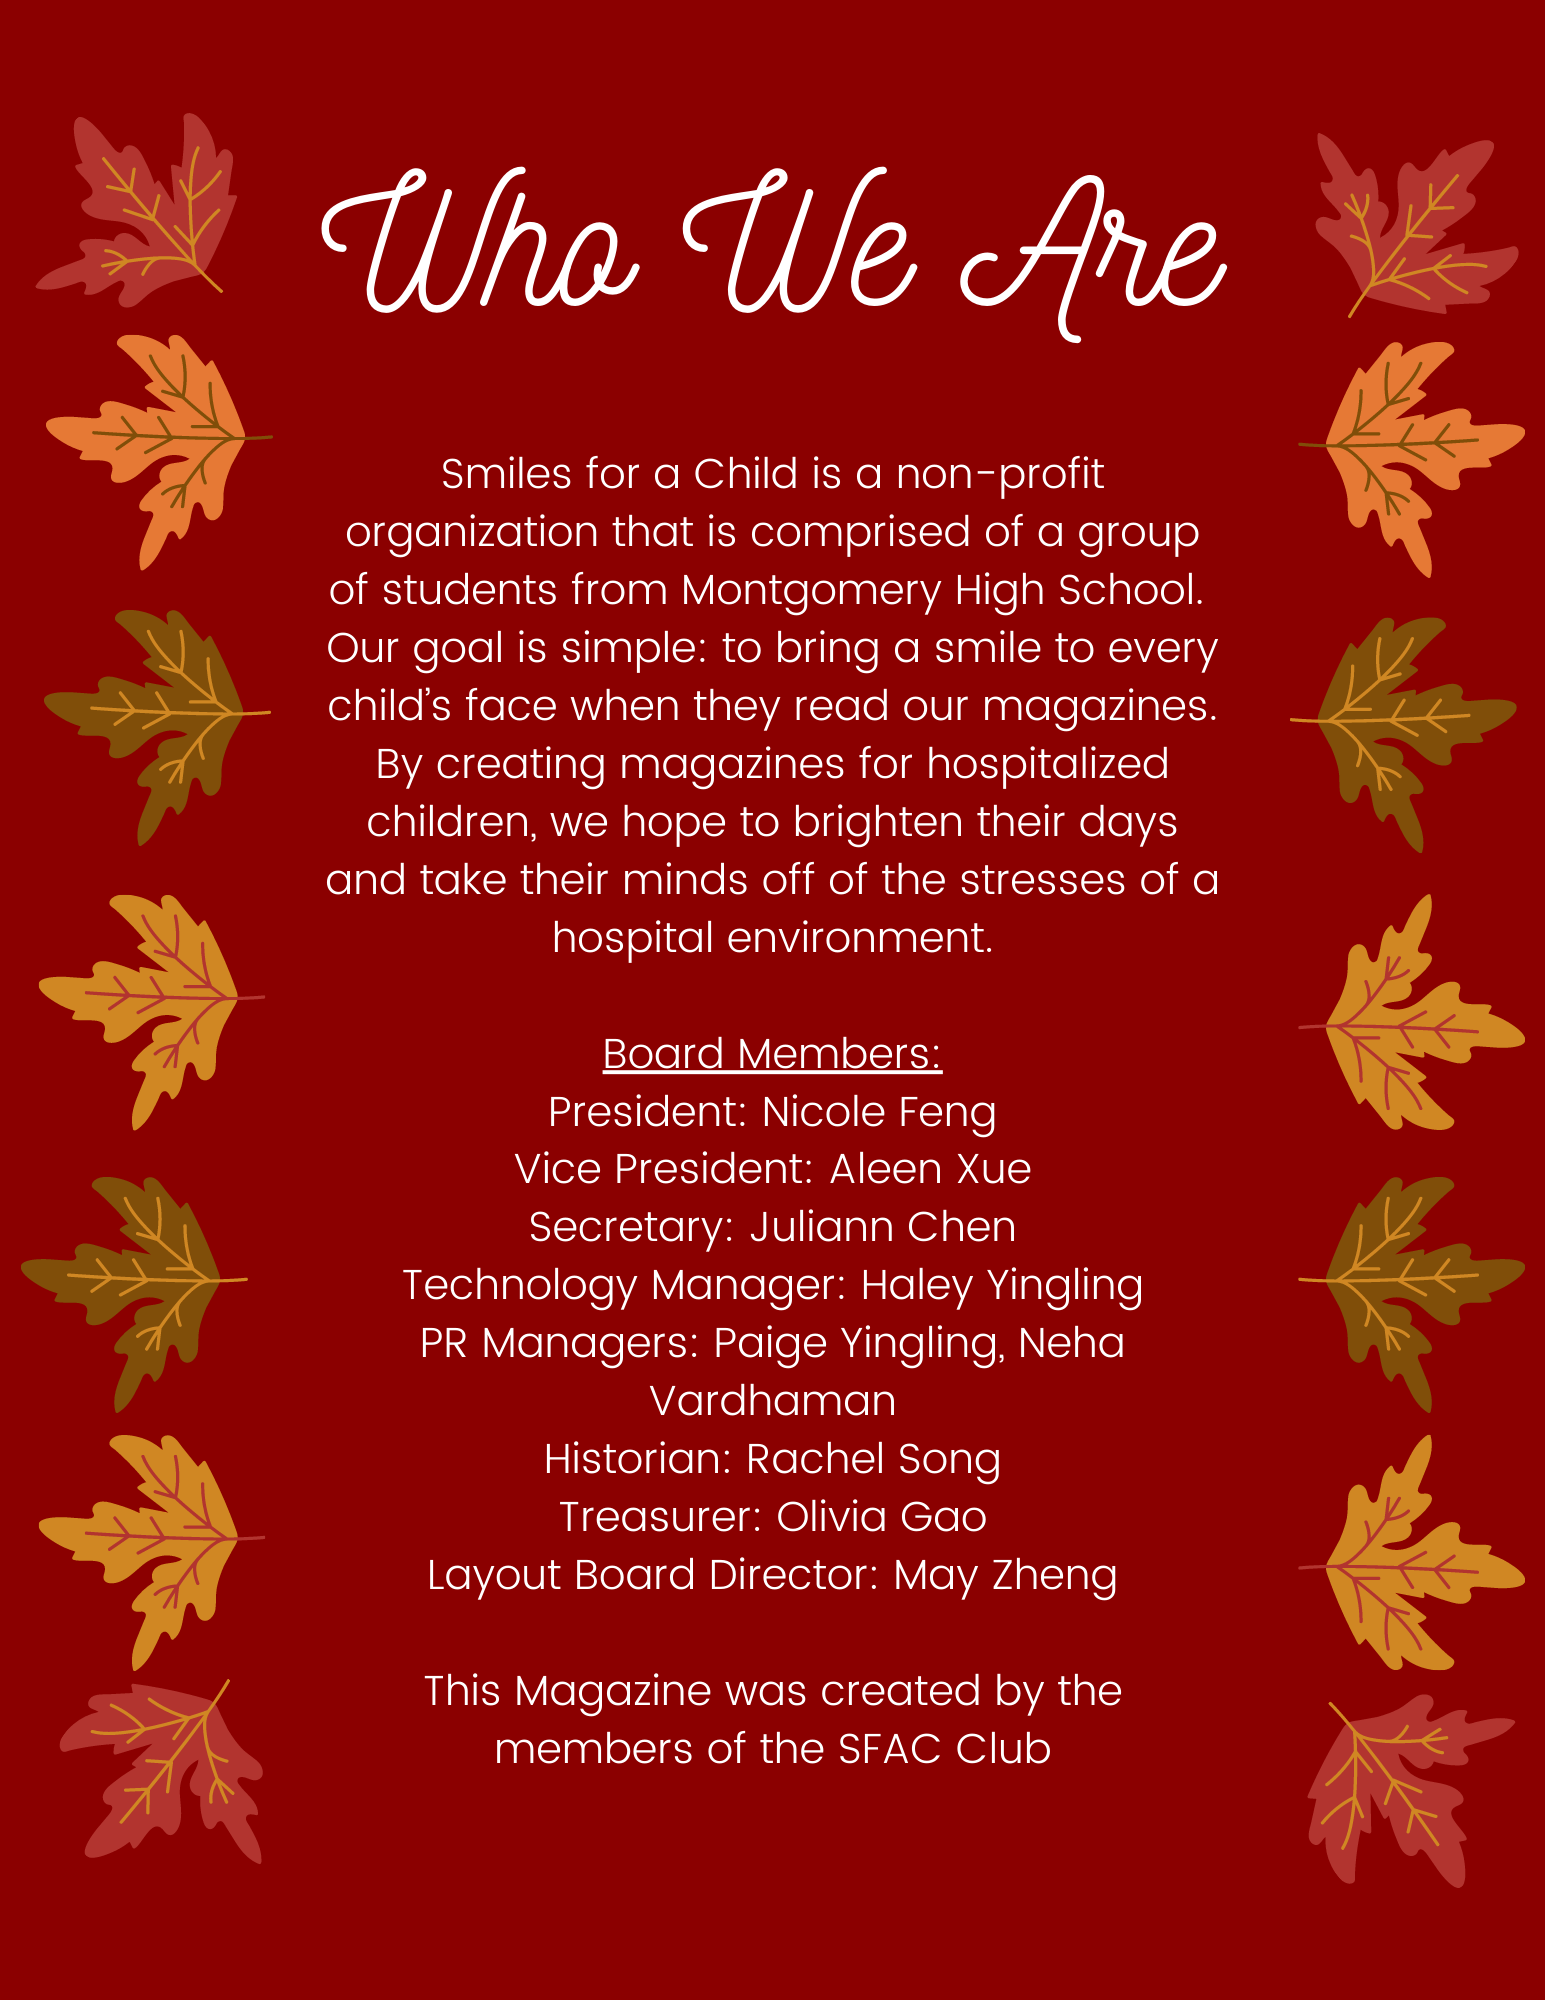 Who We Are
Smiles for a Child is a non-profit
organization that is comprised of a group
of students from Montgomery High School.
Our goal is simple: to bring a smile to every
child’s face when they read our magazines.
By creating magazines for hospitalized
children, we hope to brighten their days
and take their minds off of the stresses of a
hospital environment.
Board Members:
President: Nicole Feng
Vice President: Aleen Xue
Secretary: Juliann Chen
Technology Manager: Haley Yingling
PR Managers: Paige Yingling, Neha
Vardhaman
Historian: Rachel Song
Treasurer: Olivia Gao
Layout Board Director: May Zheng
This Magazine was created by the
members of the SFAC Club